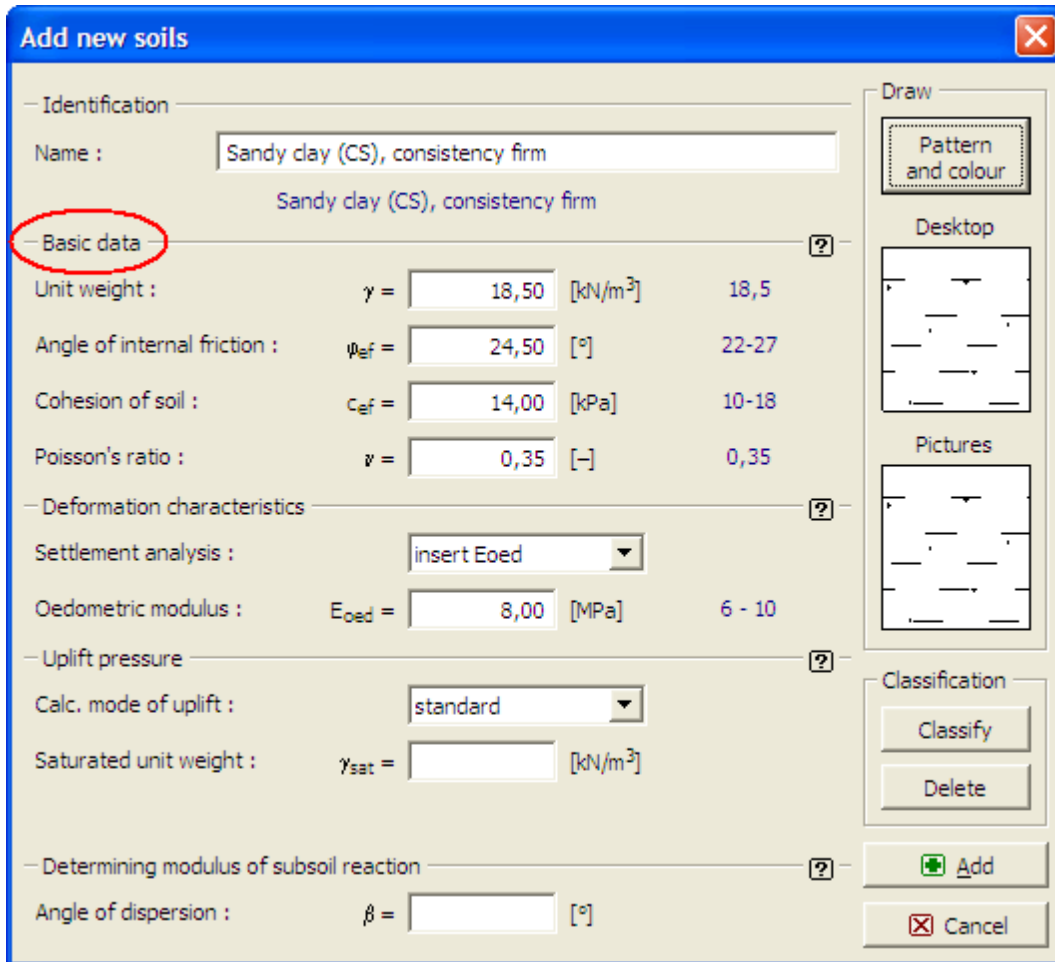 Add new soils
Identification
Name :
Sandy clay (CS), consistency firm
Sandy clay (CS), consistency firm
Basic data
?
Unit weight : γ = 18,50 [kN/m³] 18,5
Angle of internal friction : φef = 24,50 [°] 22-27
Cohesion of soil : cef = 14,00 [kPa] 10-18
Poisson's ratio : ν = 0,35 [–] 0,35
Deformation characteristics
?
Settlement analysis : insert Eoed
Oedometric modulus : Eoed = 8,00 [MPa] 6 - 10
Uplift pressure
?
Calc. mode of uplift : standard
Saturated unit weight : γsat = [kN/m³]
Determining modulus of subsoil reaction
?
Angle of dispersion : β = [°]
Draw
Pattern
and colour
Desktop
Pictures
Classification
Classify
Delete
Add
Cancel